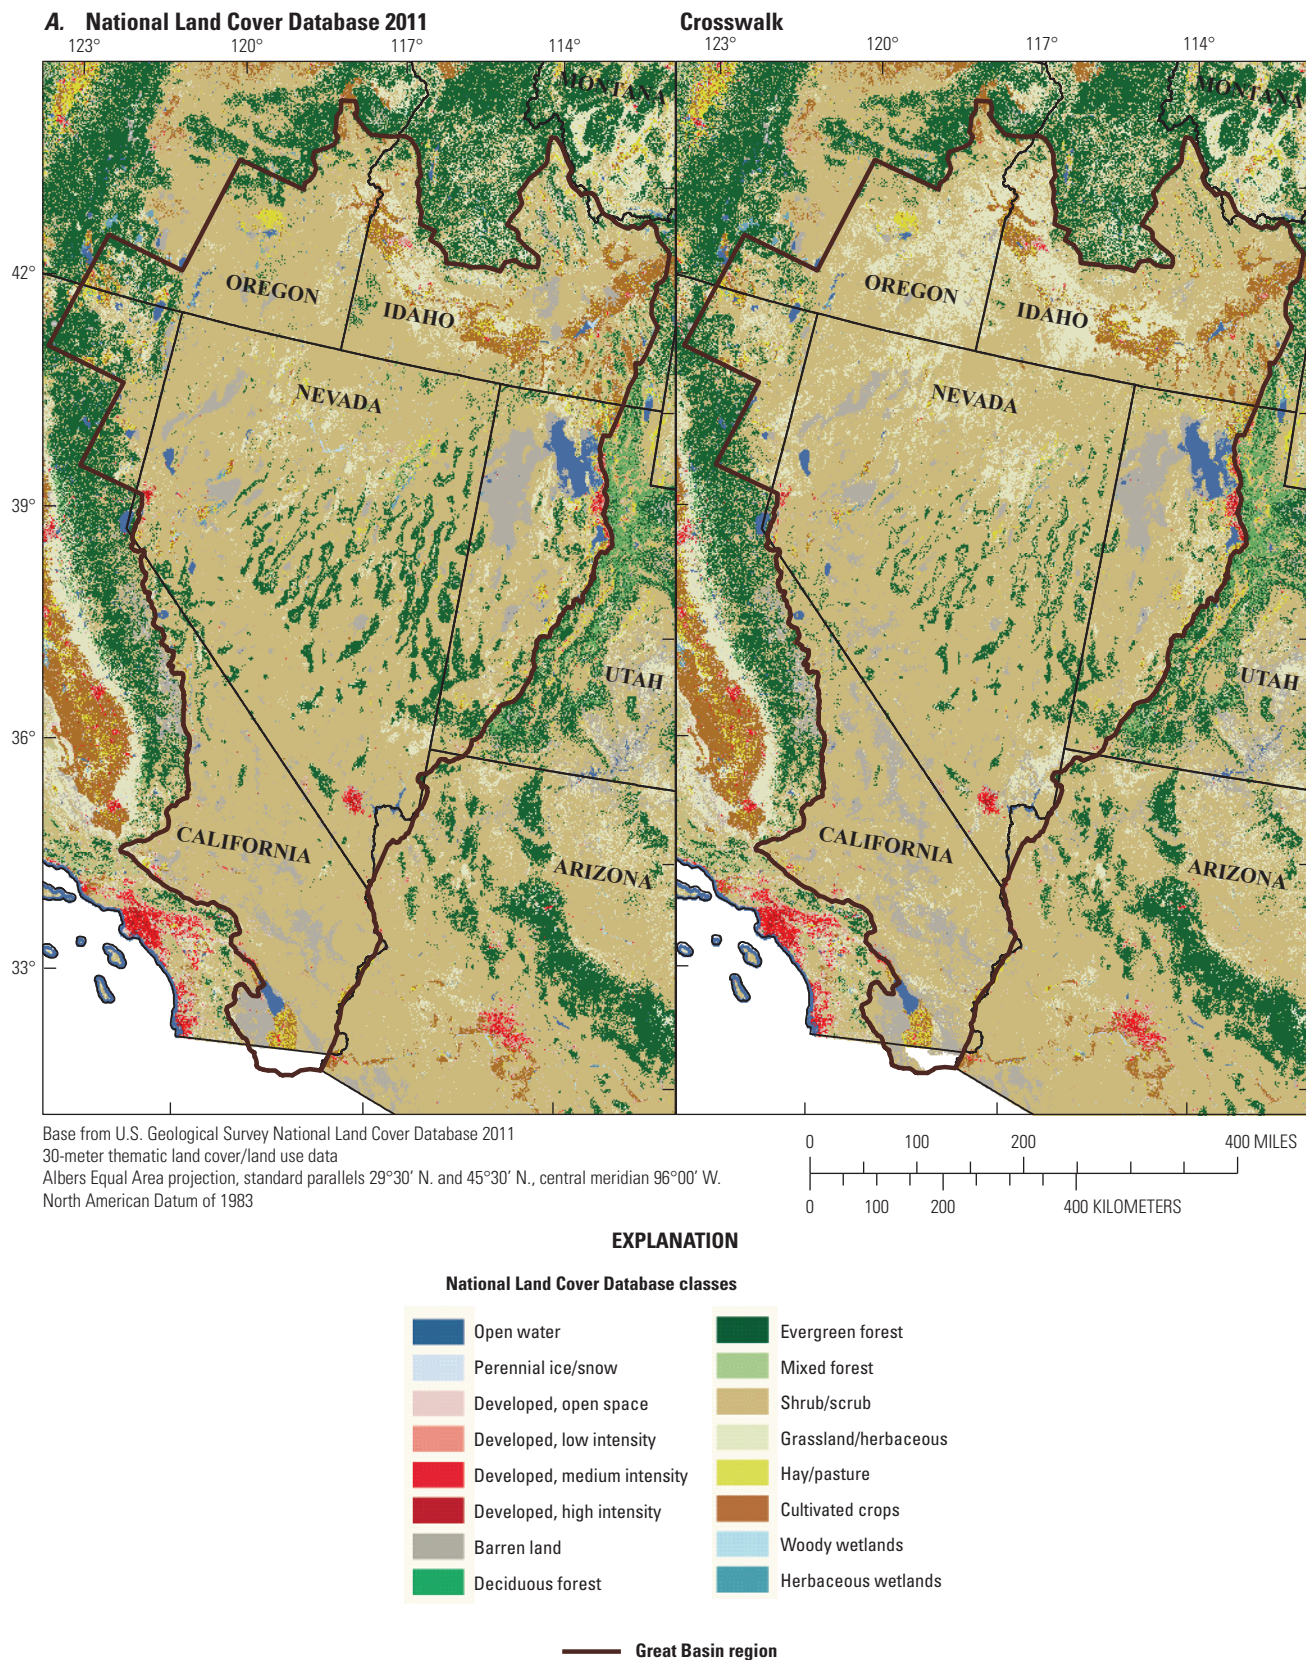 A. National Land Cover Database 2011
Crosswalk
123° 120° 117° 114°
123° 120° 117° 114°
MONTANA
MONTANA
42°
OREGON
IDAHO
OREGON
IDAHO
NEVADA
NEVADA
39°
UTAH
UTAH
36°
CALIFORNIA
CALIFORNIA
ARIZONA
ARIZONA
33°
Base from U.S. Geological Survey National Land Cover Database 2011
30-meter thematic land cover/land use data
Albers Equal Area projection, standard parallels 29°30′ N. and 45°30′ N., central meridian 96°00′ W.
North American Datum of 1983
0 100 200 400 MILES
0 100 200 400 KILOMETERS
EXPLANATION
National Land Cover Database classes
Open water
Perennial ice/snow
Developed, open space
Developed, low intensity
Developed, medium intensity
Developed, high intensity
Barren land
Deciduous forest
Evergreen forest
Mixed forest
Shrub/scrub
Grassland/herbaceous
Hay/pasture
Cultivated crops
Woody wetlands
Herbaceous wetlands
Great Basin region